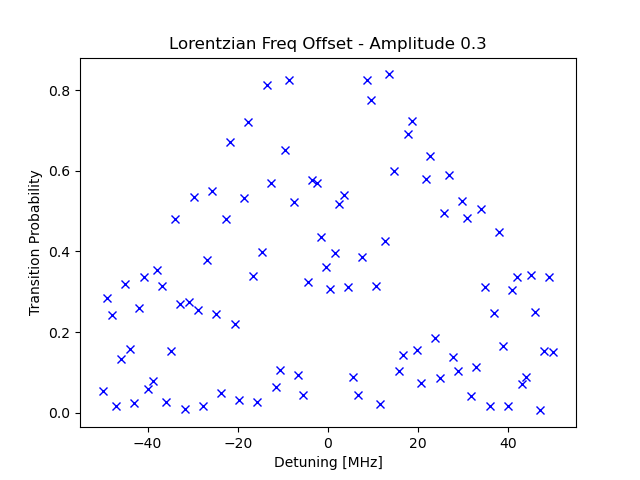 Lorentzian Freq Offset - Amplitude 0.3
Transition Probability
0.8
0.6
0.4
0.2
0.0
−40 −20 0 20 40
Detuning [MHz]